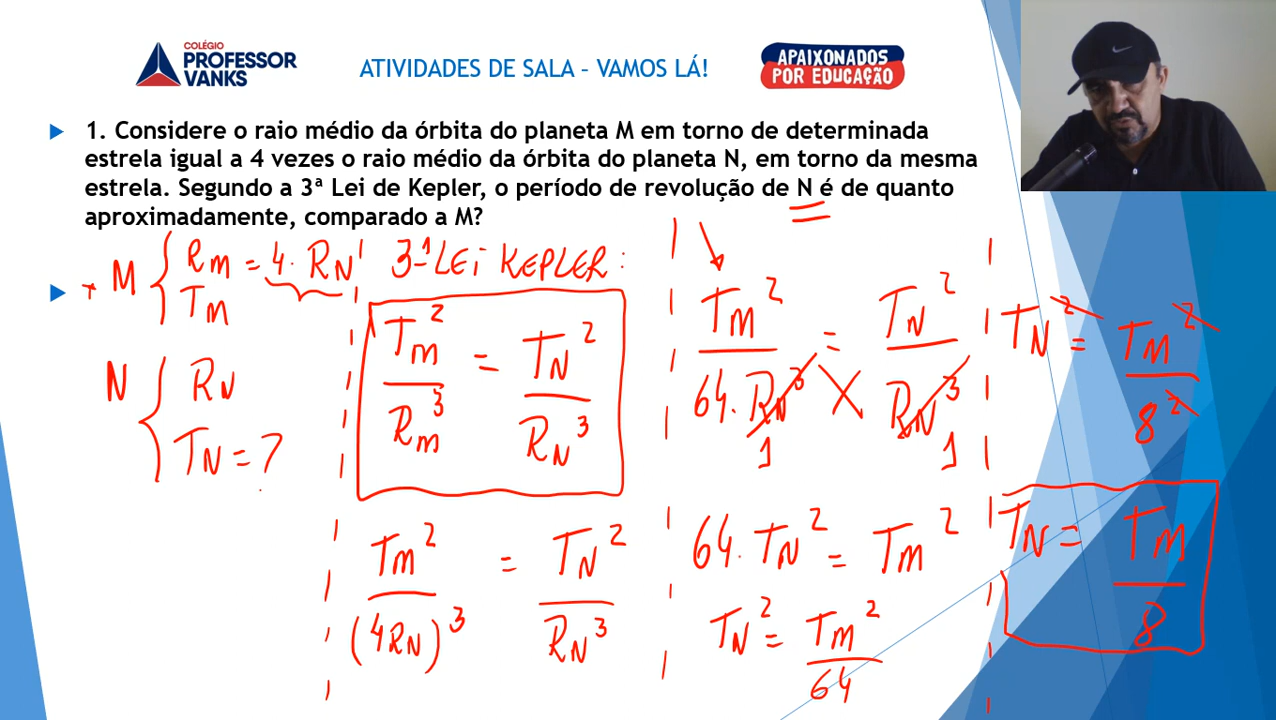 COLÉGIO
PROFESSOR
VANKS
ATIVIDADES DE SALA – VAMOS LÁ!
APAIXONADOS
POR EDUCAÇÃO
1. Considere o raio médio da órbita do planeta M em torno de determinada
estrela igual a 4 vezes o raio médio da órbita do planeta N, em torno da mesma
estrela. Segundo a 3ª Lei de Kepler, o período de revolução de N é de quanto
aproximadamente, comparado a M?
M { RM = 4. RN
TM
N { RN
TN = ?
3ª LEI KEPLER:
TM² / RM³ = TN² / RN³
TM² / (4RN)³ = TN² / RN³
TM² / 64. RN³ = TN² / RN³
1 1
64. TN² = TM²
TN² = TM² / 64
TN² = TM² / 8²
TN = TM / 8